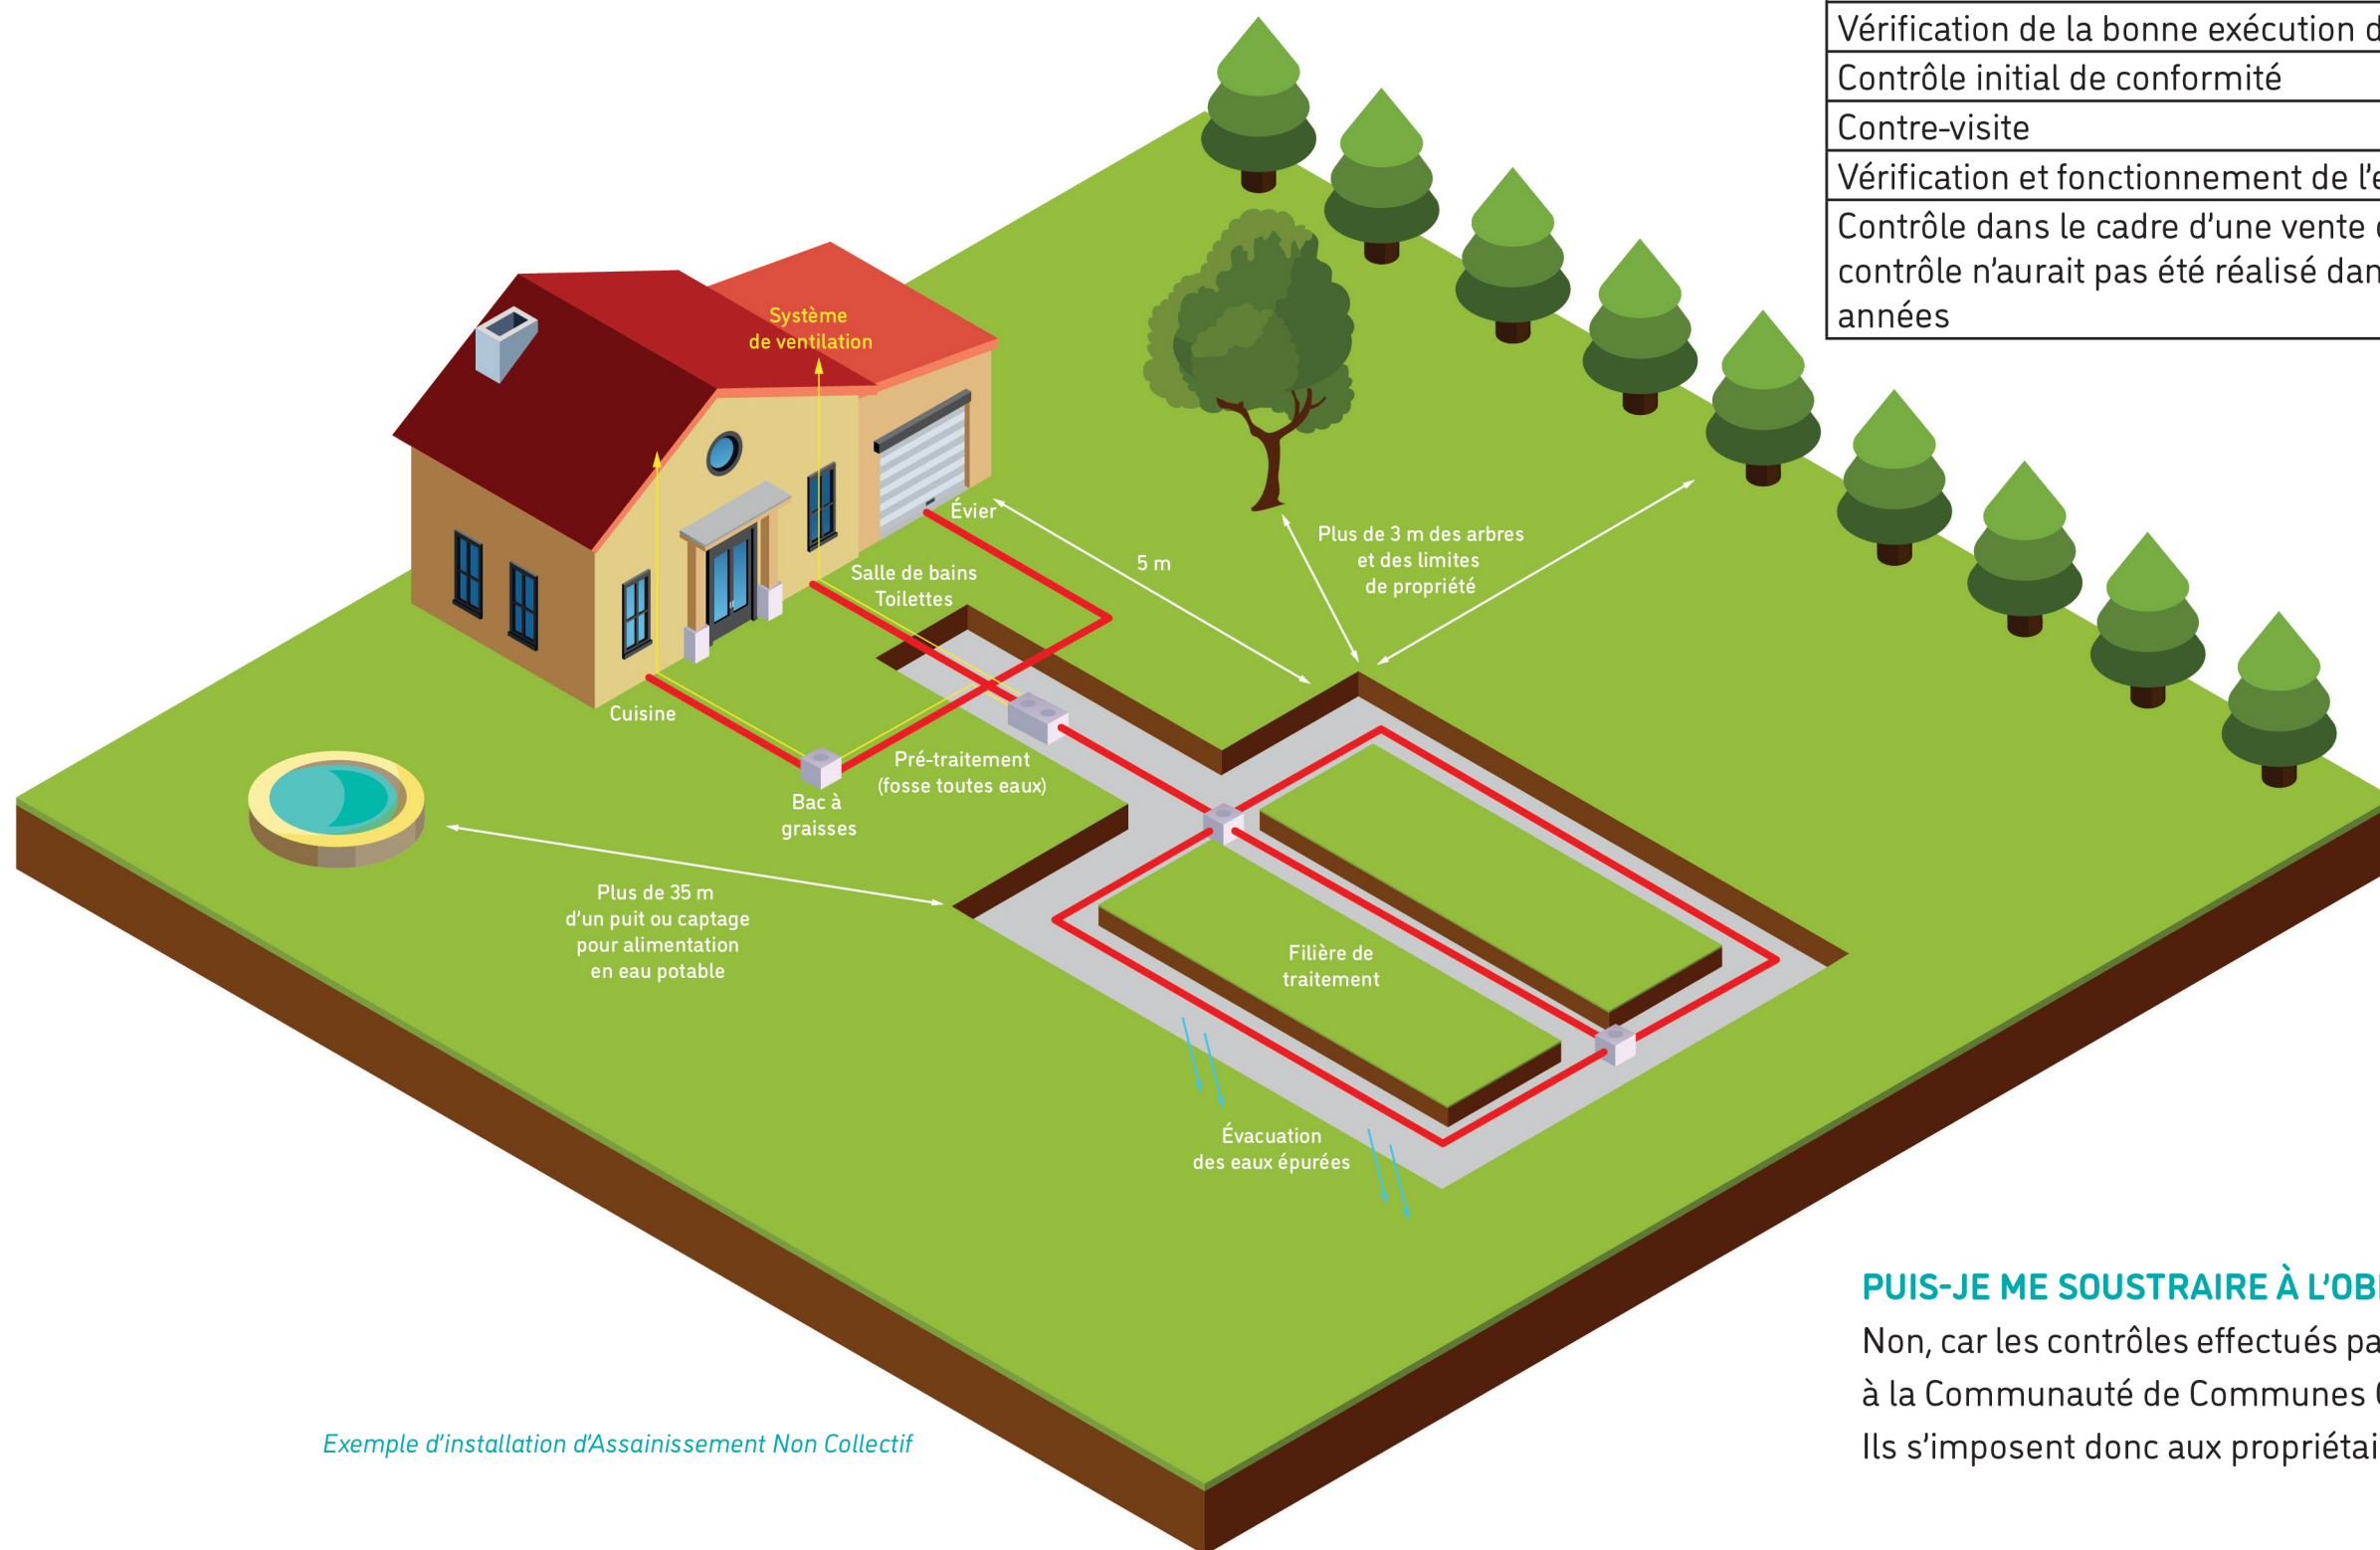 Vérification de la bonne exécution
Contrôle initial de conformité
Contre-visite
Vérification et fonctionnement de
Contrôle dans le cadre d'une vente
contrôle n'aurait pas été réalisé
années
Système
de ventilation
Évier
5 m
Plus de 3 m des arbres
et des limites
de propriété
Salle de bains
Toilettes
Cuisine
Pré-traitement
(fosse toutes eaux)
Bac à
graisses
Plus de 35 m
d'un puit ou captage
pour alimentation
en eau potable
Filière de
traitement
Évacuation
des eaux épurées
Exemple d'installation d'Assainissement Non Collectif
PUIS-JE ME SOUSTRAIRE À
Non, car les contrôles effectués
à la Communauté de Communes
Ils s'imposent donc aux